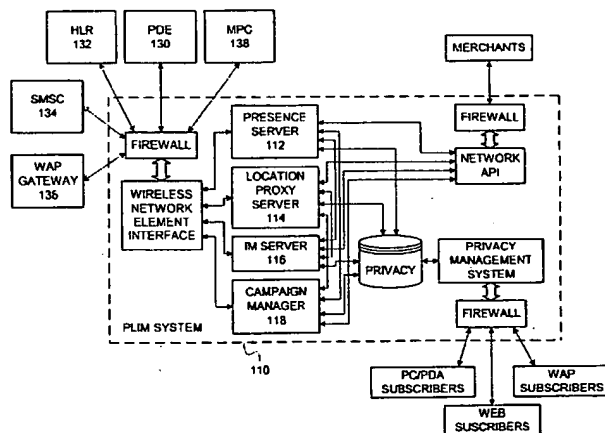 HLR
132
PDE
130
MPC
138
MERCHANTS
SMSC
134
FIREWALL
PRESENCE
SERVER
112
FIREWALL
WAP
GATEWAY
136
WIRELESS
NETWORK
ELEMENT
INTERFACE
LOCATION
PROXY
SERVER
114
NETWORK
API
IM SERVER
116
PRIVACY
PRIVACY
MANAGEMENT
SYSTEM
CAMPAIGN
MANAGER
118
FIREWALL
PLIM SYSTEM
110
PC/PDA
SUBSCRIBERS
WAP
SUBSCRIBERS
WEB
SUSCRIBERS